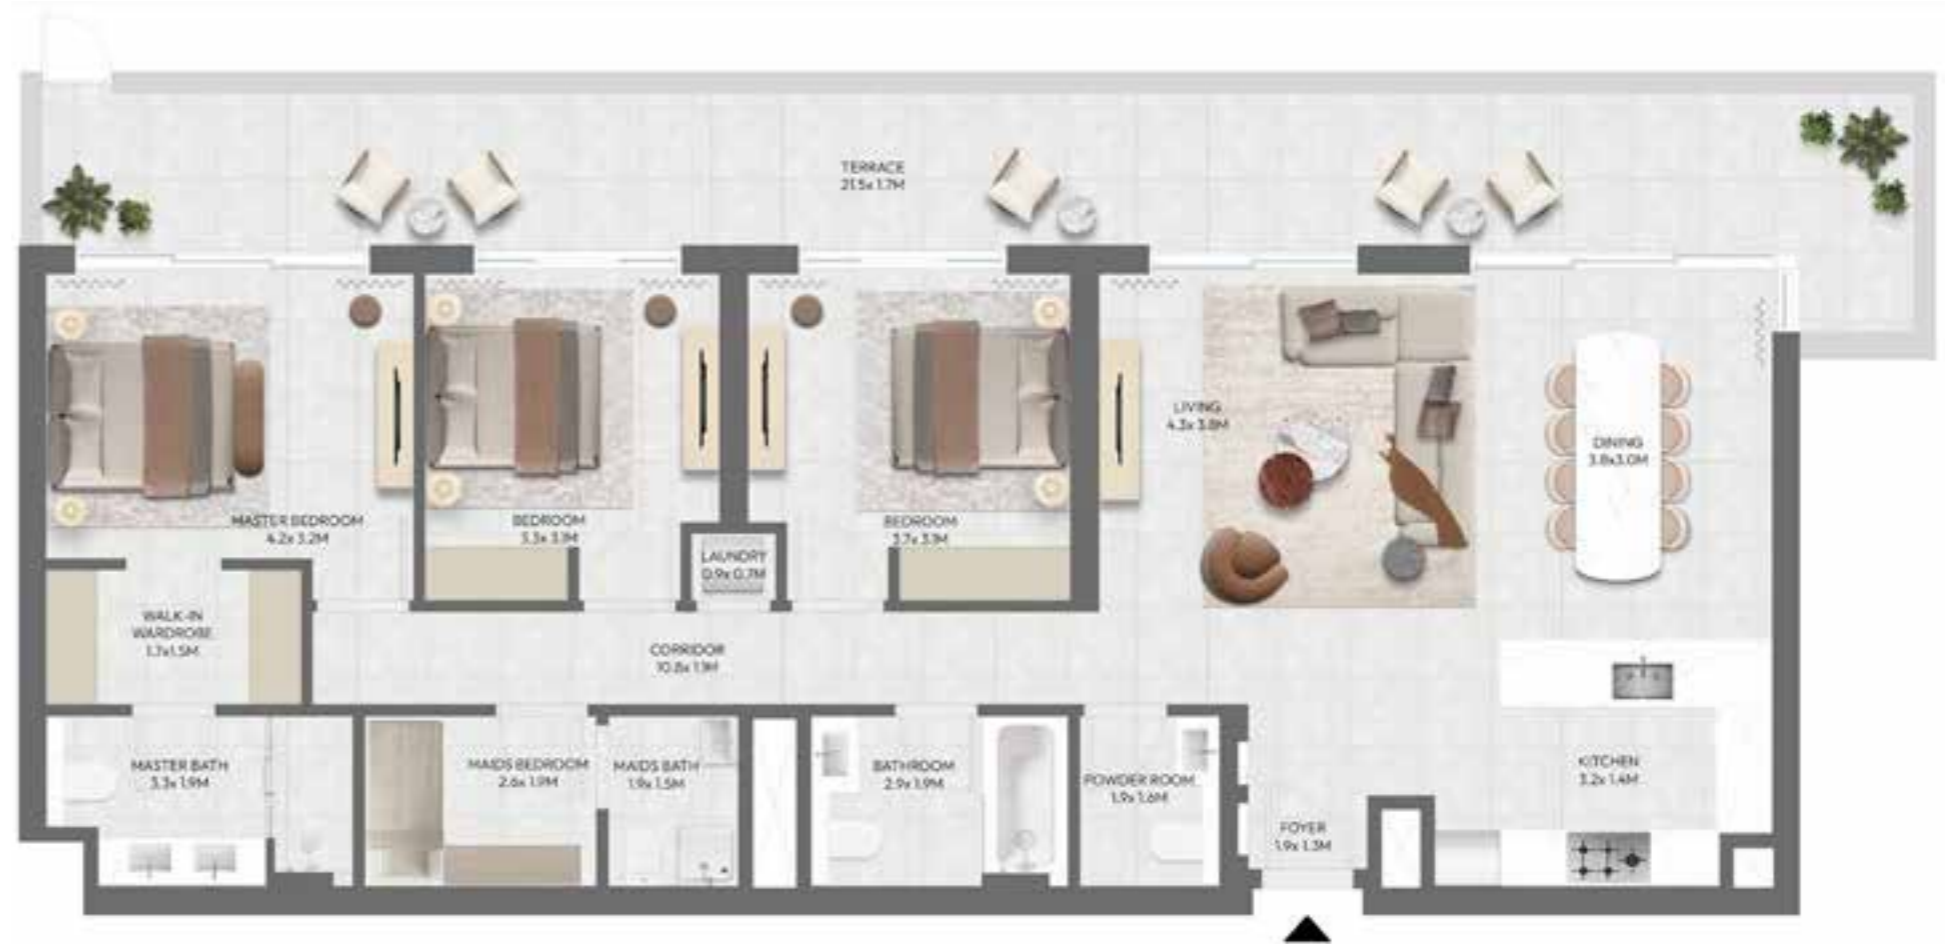 TERRACE
21.5x 1.7M
MASTER BEDROOM
4.2x 3.2M
BEDROOM
3.3x 3.1M
BEDROOM
3.7x 3.1M
LIVING
4.3x 3.8M
DINING
3.8x3.0M
LAUNDRY
0.9x 0.7M
WALK-IN
WARDROBE
1.7x1.5M
CORRIDOR
10.8x 1.1M
MASTER BATH
3.3x 1.9M
MAIDS BEDROOM
2.6x 1.9M
MAIDS BATH
1.9x 1.5M
BATHROOM
2.9x 1.9M
POWDER ROOM
1.9x 1.6M
FOYER
1.9x 1.3M
KITCHEN
3.2x 1.4M